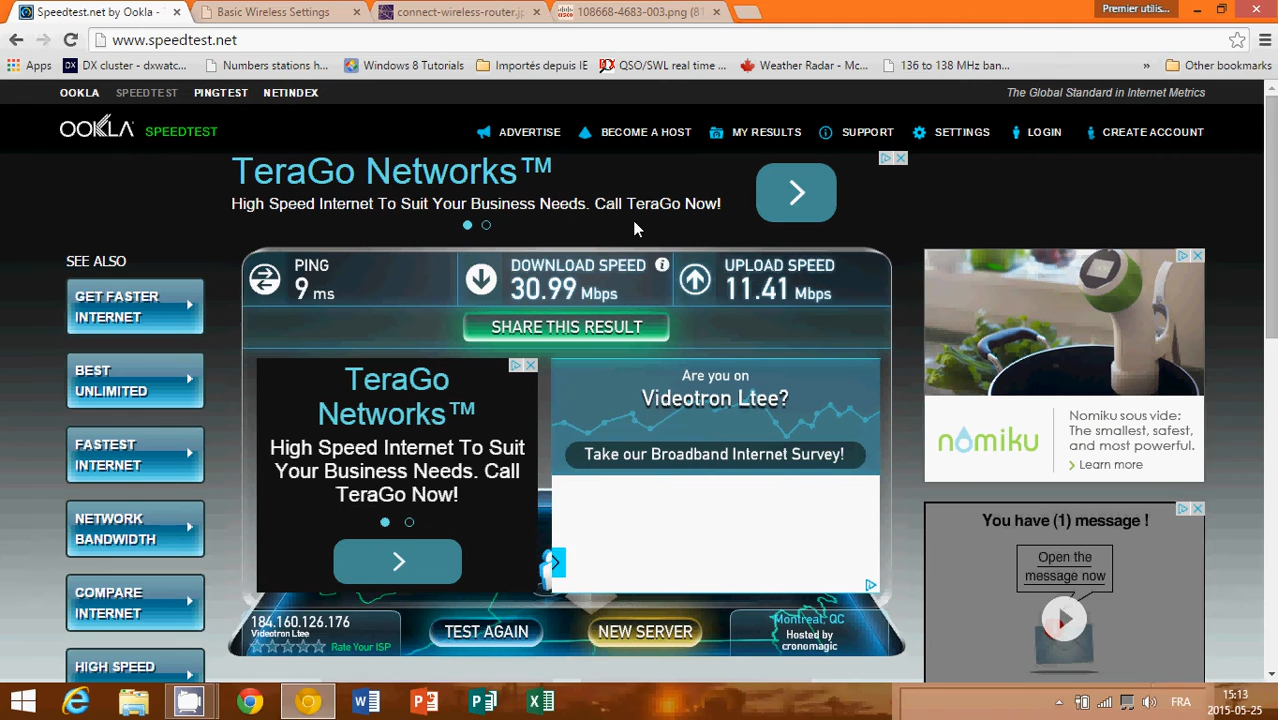 Speedtest.net by Ookla -
Basic Wireless Settings
connect-wireless-router.jp
108668-4683-003.png (81
Premier utilis...
www.speedtest.net
Apps
DX cluster - dxwatc...
Numbers stations h...
Windows 8 Tutorials
Importés depuis IE
QSO/SWL real time ...
Weather Radar - Mc...
136 to 138 MHz ban...
»
Other bookmarks
OOKLA SPEEDTEST PINGTEST NETINDEX
The Global Standard in Internet Metrics
OOKLA SPEEDTEST
ADVERTISE
BECOME A HOST
MY RESULTS
SUPPORT
SETTINGS
LOGIN
CREATE ACCOUNT
TeraGo Networks™
High Speed Internet To Suit Your Business Needs. Call TeraGo Now!
SEE ALSO
GET FASTER
INTERNET
BEST
UNLIMITED
FASTEST
INTERNET
NETWORK
BANDWIDTH
COMPARE
INTERNET
HIGH SPEED
PING
9 ms
DOWNLOAD SPEED
30.99 Mbps
UPLOAD SPEED
11.41 Mbps
SHARE THIS RESULT
TeraGo
Networks™
High Speed Internet To Suit
Your Business Needs. Call
TeraGo Now!
Are you on
Videotron Ltee?
Take our Broadband Internet Survey!
184.160.126.176
Videotron Ltee
Rate Your ISP
TEST AGAIN
NEW SERVER
Montreal, QC
Hosted by
cronomagic
nomiku
Nomiku sous vide:
The smallest, safest,
and most powerful.
Learn more
You have (1) message !
Open the
message now
FRA
15:13
2015-05-25